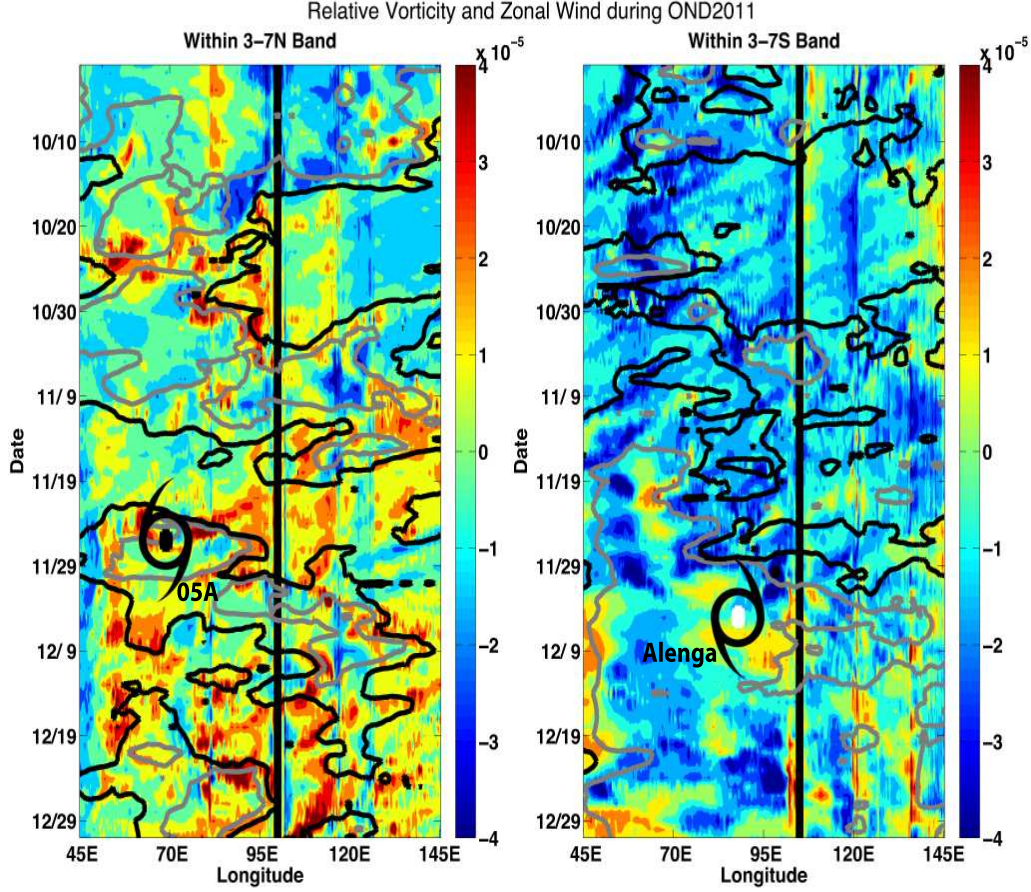 Relative Vorticity and Zonal Wind during OND2011
Within 3−7N Band
Within 3−7S Band
x 10⁻⁵
x 10⁻⁵
4
3
2
1
0
−1
−2
−3
−4
4
3
2
1
0
−1
−2
−3
−4
Date
10/10
10/20
10/30
11/ 9
11/19
11/29
12/ 9
12/19
12/29
Date
10/10
10/20
10/30
11/ 9
11/19
11/29
12/ 9
12/19
12/29
05A
Alenga
45E 70E 95E 120E 145E
45E 70E 95E 120E 145E
Longitude
Longitude